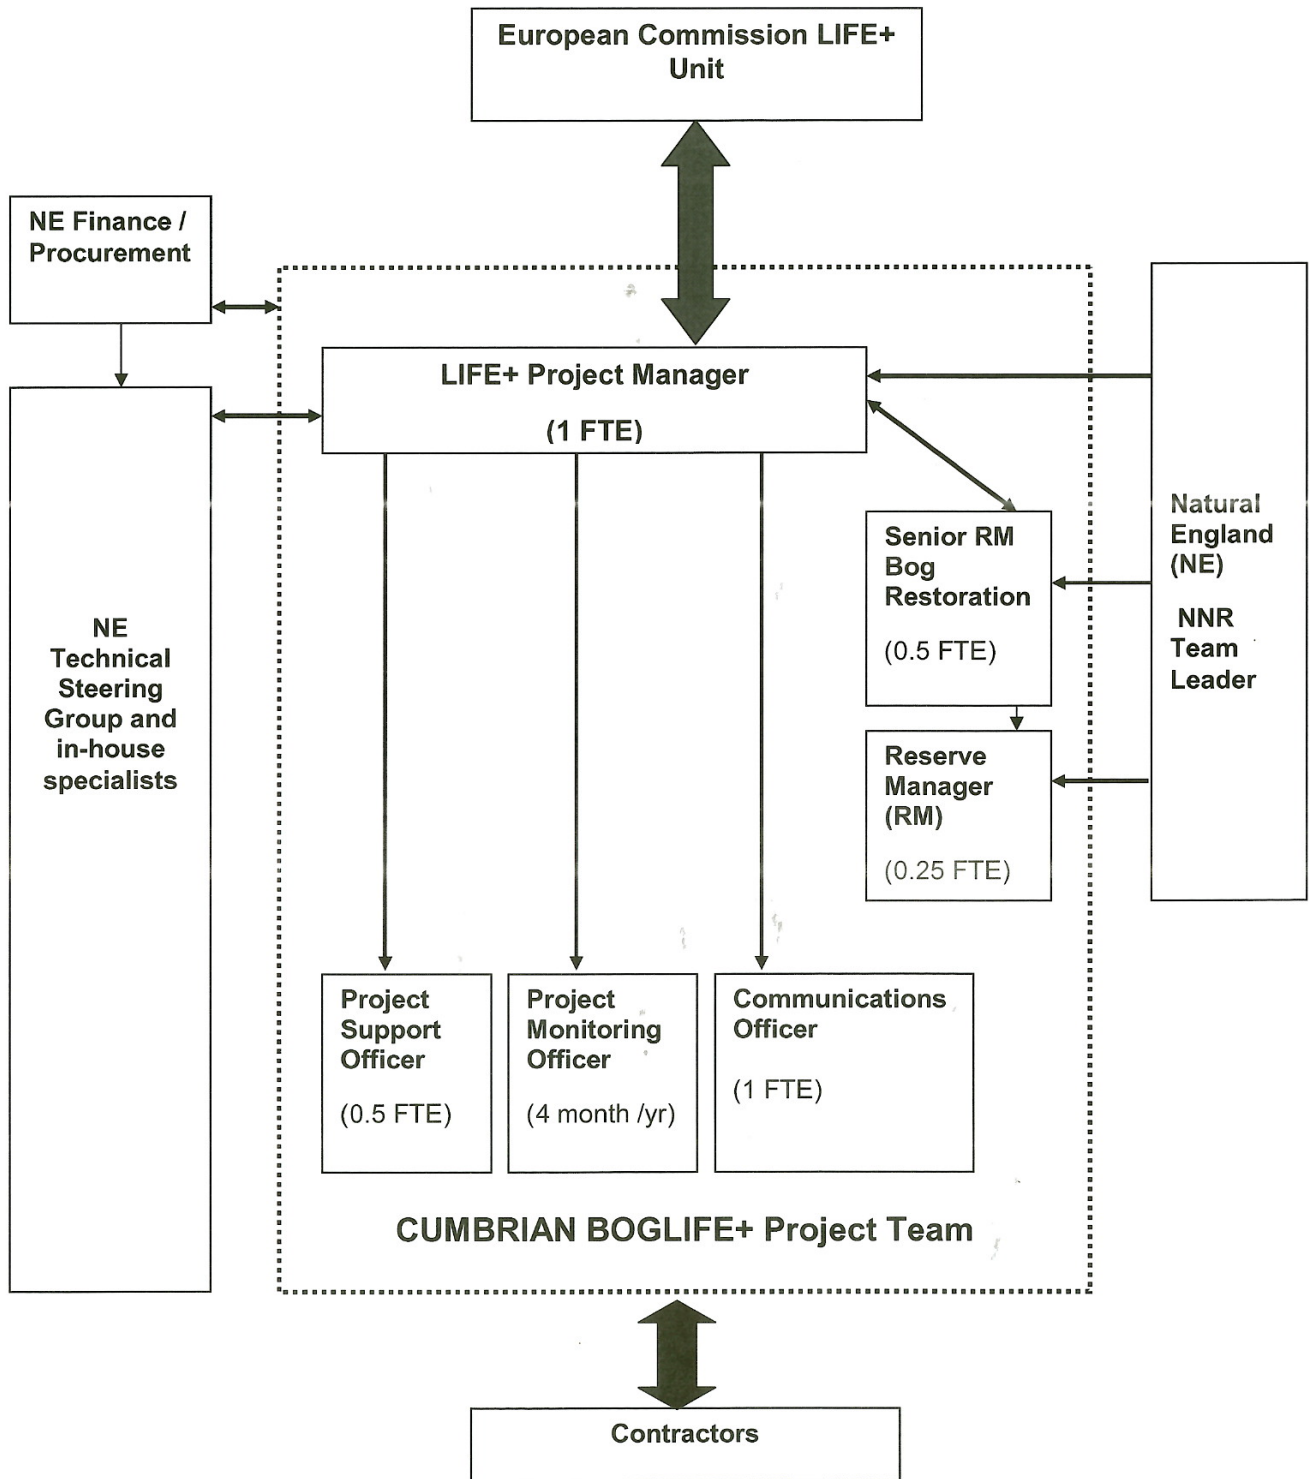 European Commission LIFE+
Unit
NE Finance /
Procurement
LIFE+ Project Manager
(1 FTE)
NE
Technical
Steering
Group and
in-house
specialists
Senior RM
Bog
Restoration
(0.5 FTE)
Reserve
Manager
(RM)
(0.25 FTE)
Natural
England
(NE)
NNR
Team
Leader
Project
Support
Officer
(0.5 FTE)
Project
Monitoring
Officer
(4 month /yr)
Communications
Officer
(1 FTE)
CUMBRIAN BOGLIFE+ Project Team
Contractors